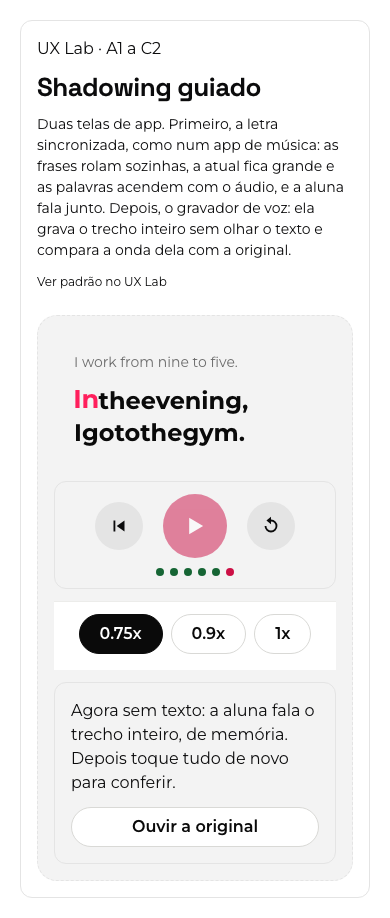 UX Lab · A1 a C2
Shadowing guiado
Duas telas de app. Primeiro, a letra
sincronizada, como num app de música: as
frases rolam sozinhas, a atual fica grande e
as palavras acendem com o áudio, e a aluna
fala junto. Depois, o gravador de voz: ela
grava o trecho inteiro sem olhar o texto e
compara a onda dela com a original.
Ver padrão no UX Lab
I work from nine to five.
Intheevening,
Igotothegym.
0.75x 0.9x 1x
Agora sem texto: a aluna fala o
trecho inteiro, de memória.
Depois toque tudo de novo
para conferir.
Ouvir a original